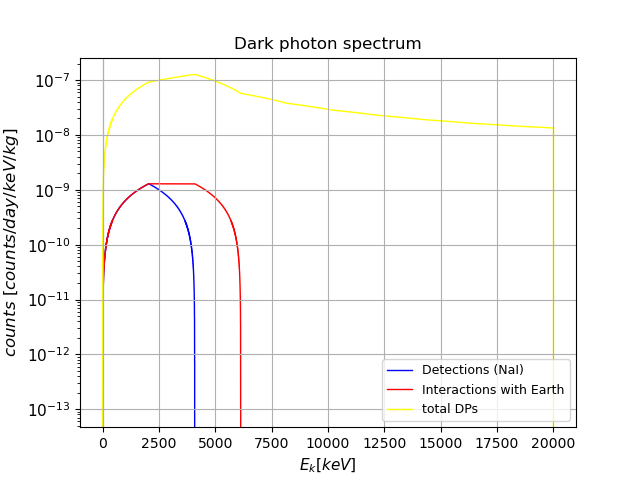 Dark photon spectrum
counts [counts/day/keV/kg]
10⁻⁷
10⁻⁸
10⁻⁹
10⁻¹⁰
10⁻¹¹
10⁻¹²
10⁻¹³
Detections (NaI)
Interactions with Earth
total DPs
0 2500 5000 7500 10000 12500 15000 17500 20000
E_k[keV]